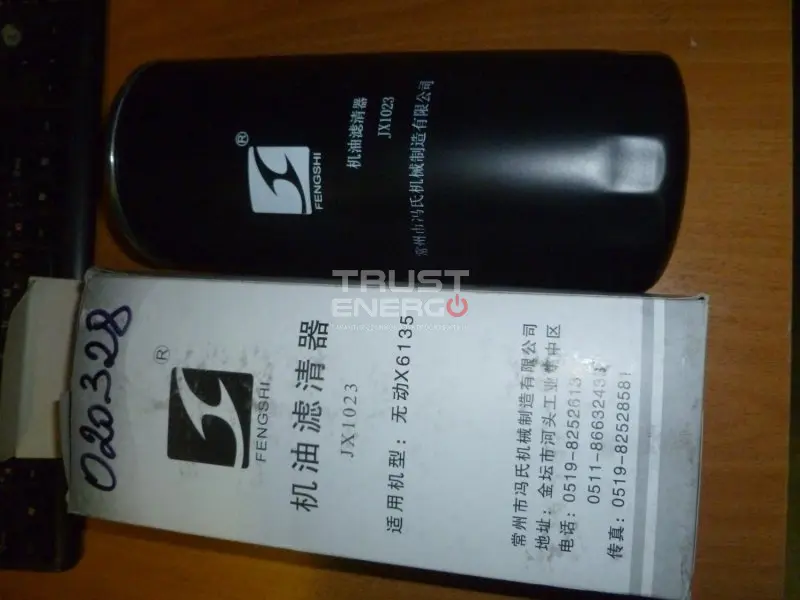 ®
FENGSHI
机油滤清器
JX1023
常州市冯氏机械制造有限公司
TRUST
ENERGO
020328
®
FENGSHI
机油滤清器
JX1023
适用机型：无动X6135
常州市冯氏机械制造有限公司
地址：金坛市河头工业集中区
电话：0519-8252813
0511-8663243
传真：0519-82528581